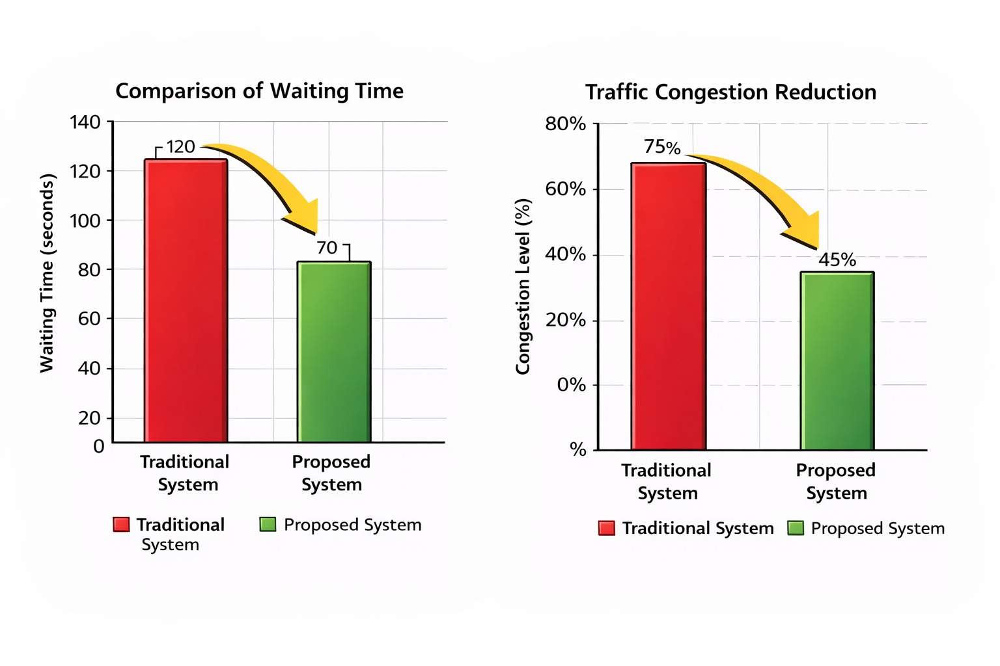 Comparison of Waiting Time
140
120
100
80
60
40
20
0
Waiting Time (seconds)
120
70
Traditional
System
Proposed
System
Traditional
System
Proposed System
Traffic Congestion Reduction
80%
60%
40%
20%
0%
%
Congestion Level (%)
75%
45%
Traditional
System
Proposed
System
Traditional System
Proposed System